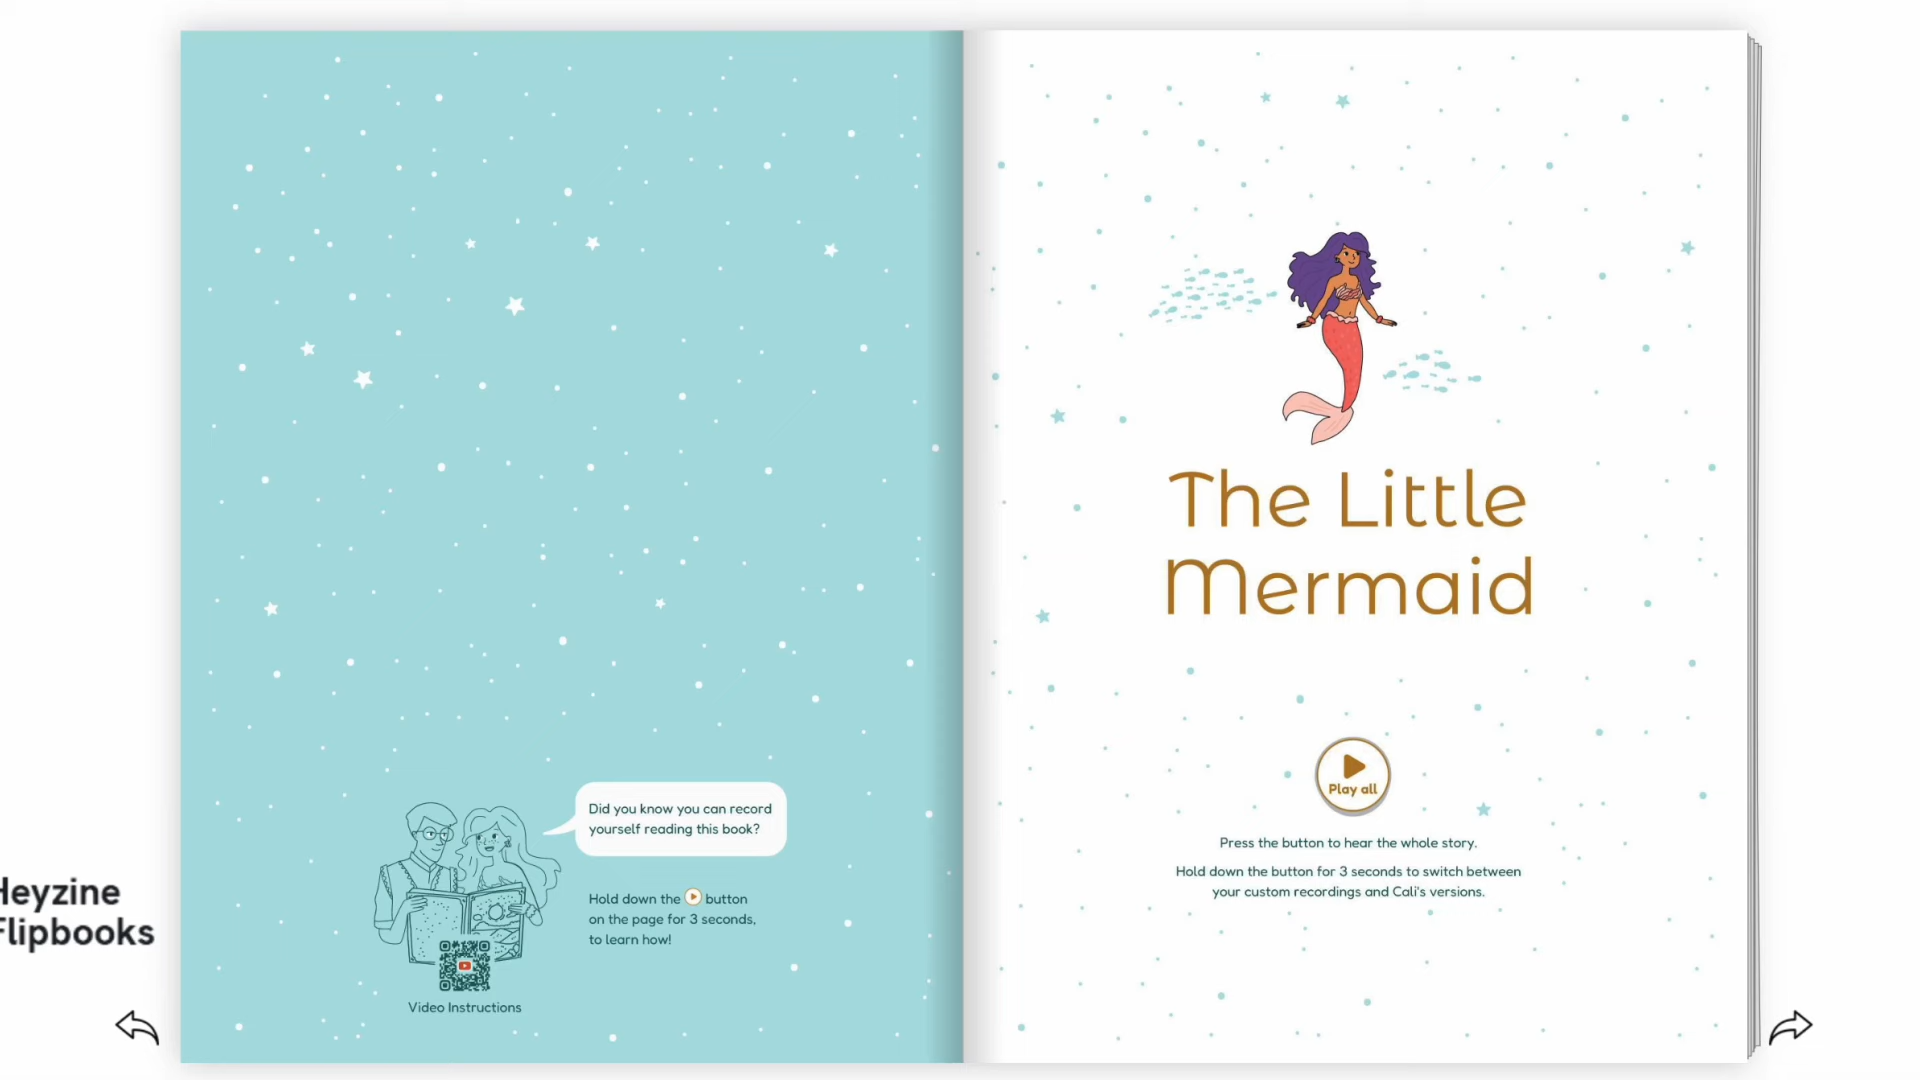 Did you know you can record
yourself reading this book?
Hold down the button
on the page for 3 seconds,
to learn how!
Video Instructions
Heyzine
Flipbooks
The Little
Mermaid
Play all
Press the button to hear the whole story.
Hold down the button for 3 seconds to switch between
your custom recordings and Cali's versions.